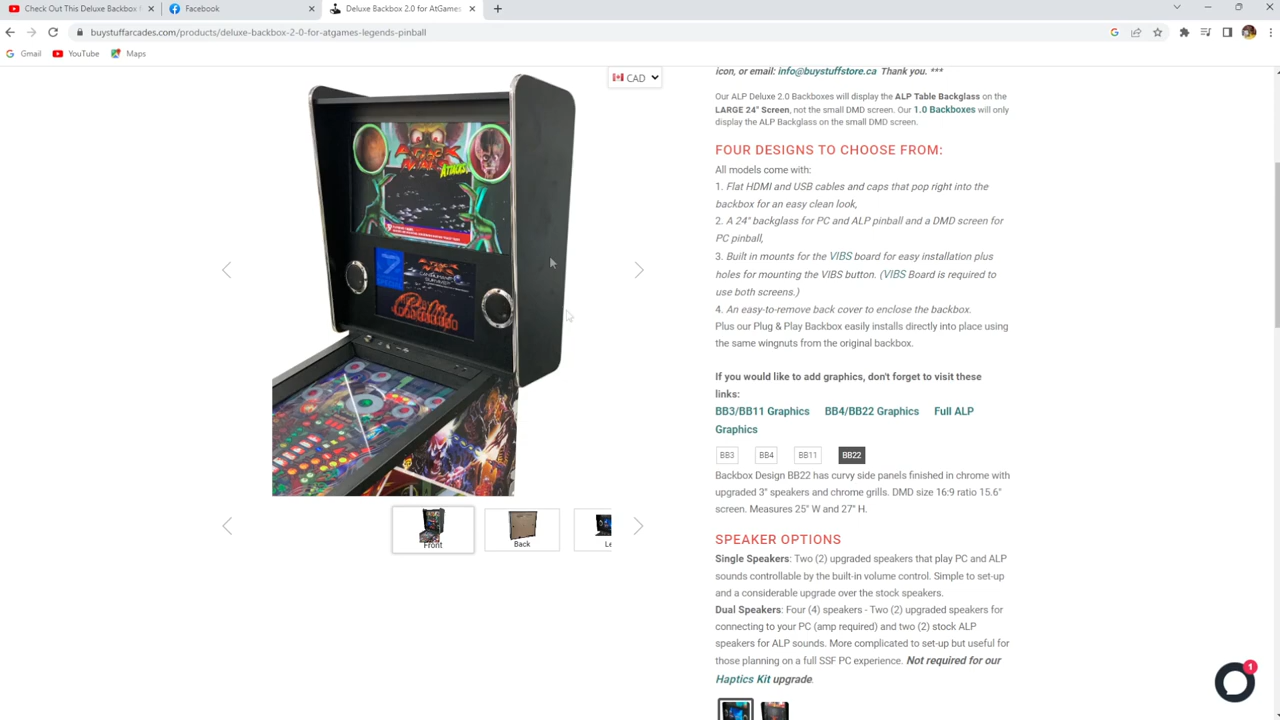 Check Out This Deluxe Backbox
Facebook
Deluxe Backbox 2.0 for AtGames
buystuffarcades.com/products/deluxe-backbox-2-0-for-atgames-legends-pinball
Gmail YouTube Maps
CAD
ATTACK
ATTACKS!
icon, or email: info@buystuffstore.ca Thank you. ***
Our ALP Deluxe 2.0 Backboxes will display the ALP Table Backglass on the
LARGE 24" Screen, not the small DMD screen. Our 1.0 Backboxes will only
display the ALP Backglass on the small DMD screen.
FOUR DESIGNS TO CHOOSE FROM:
All models come with:
1. Flat HDMI and USB cables and caps that pop right into the
backbox for an easy clean look,
2. A 24" backglass for PC and ALP pinball and a DMD screen for
PC pinball,
3. Built in mounts for the VIBS board for easy installation plus
holes for mounting the VIBS button. (VIBS Board is required to
use both screens.)
4. An easy-to-remove back cover to enclose the backbox.
Plus our Plug & Play Backbox easily installs directly into place using
the same wingnuts from the original backbox.
If you would like to add graphics, don't forget to visit these
links:
BB3/BB11 Graphics BB4/BB22 Graphics Full ALP
Graphics
BB3 BB4 BB11 BB22
Backbox Design BB22 has curvy side panels finished in chrome with
upgraded 3" speakers and chrome grills. DMD size 16:9 ratio 15.6"
screen. Measures 25" W and 27" H.
SPEAKER OPTIONS
Single Speakers: Two (2) upgraded speakers that play PC and ALP
sounds controllable by the built-in volume control. Simple to set-up
and a considerable upgrade over the stock speakers.
Dual Speakers: Four (4) speakers - Two (2) upgraded speakers for
connecting to your PC (amp required) and two (2) stock ALP
speakers for ALP sounds. More complicated to set-up but useful for
those planning on a full SSF PC experience. Not required for our
Haptics Kit upgrade.
Front
Back
Le
1